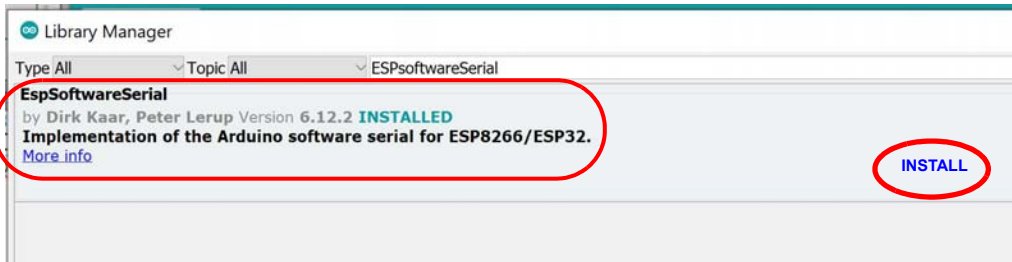 Library Manager
Type All Topic All ESPsoftwareSerial
EspSoftwareSerial
by Dirk Kaar, Peter Lerup Version 6.12.2 INSTALLED
Implementation of the Arduino software serial for ESP8266/ESP32.
More info
INSTALL